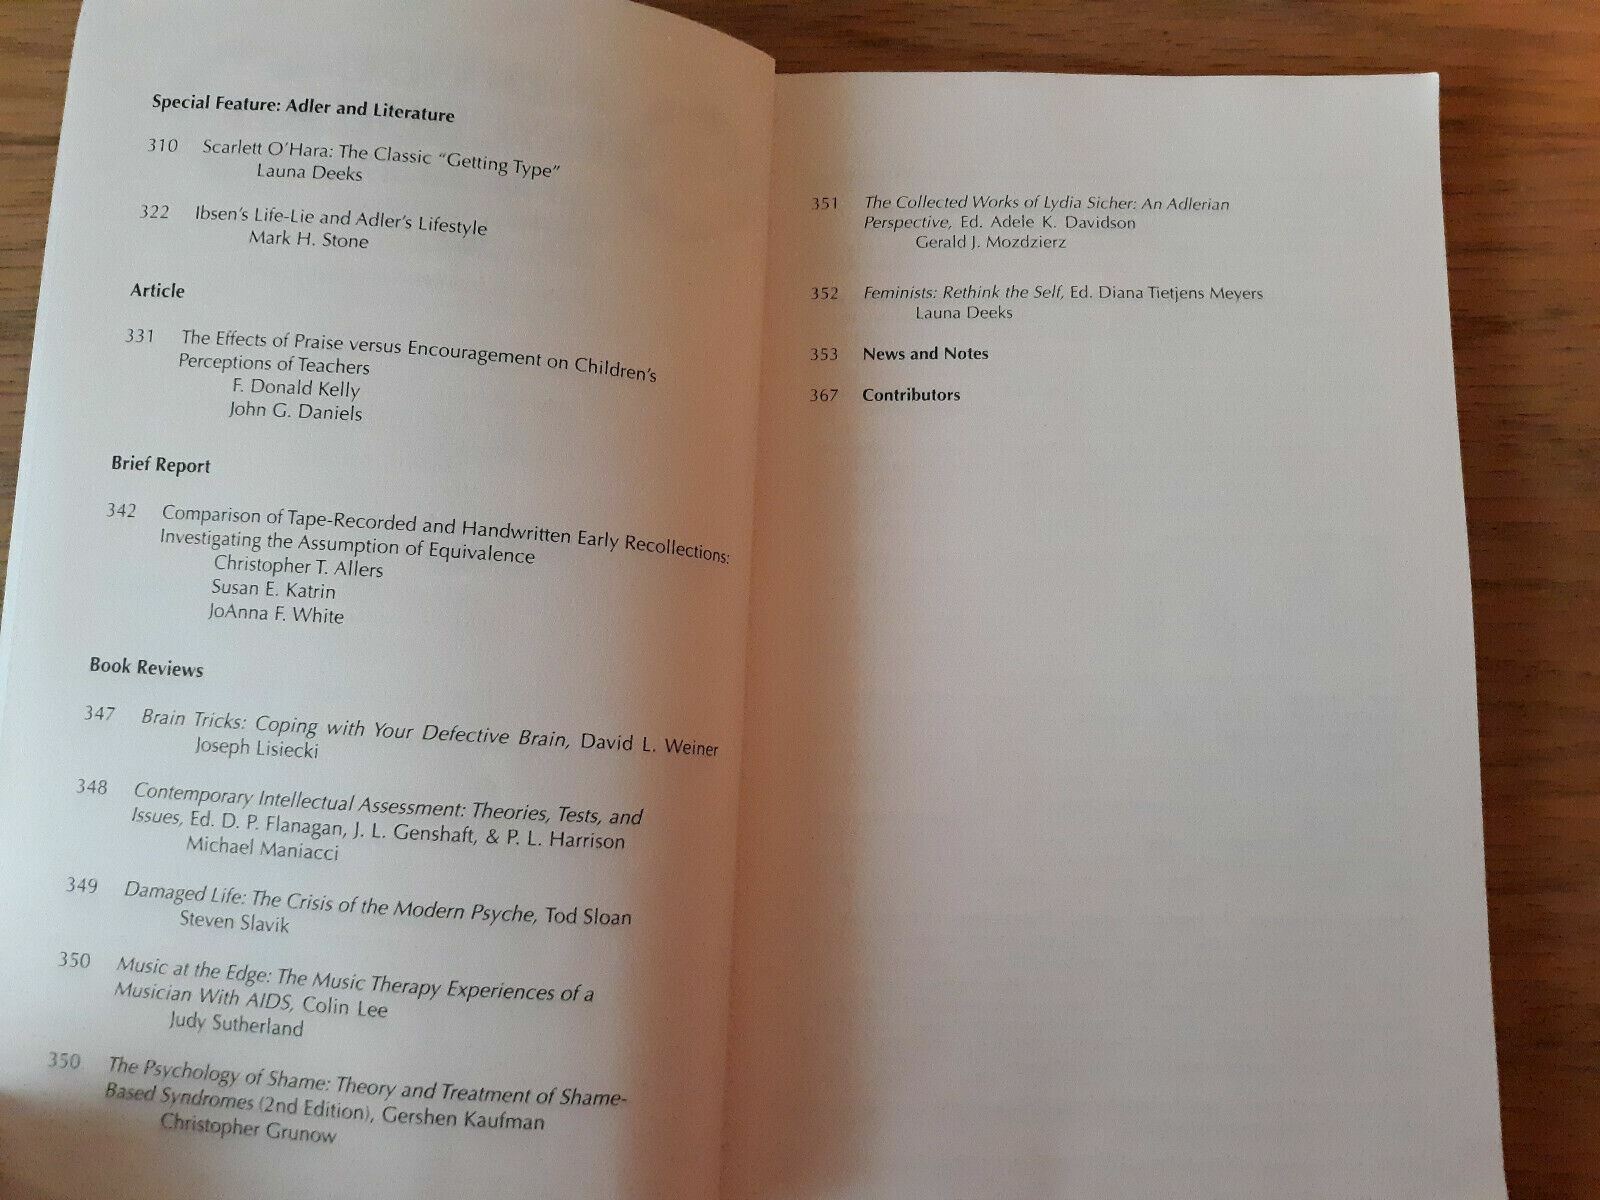 Special Feature: Adler and Literature
310 Scarlett O'Hara: The Classic "Getting Type"
Launa Deeks
322 Ibsen's Life-Lie and Adler's Lifestyle
Mark H. Stone
Article
331 The Effects of Praise versus Encouragement on Children's
Perceptions of Teachers
F. Donald Kelly
John G. Daniels
Brief Report
342 Comparison of Tape-Recorded and Handwritten Early Recollections:
Investigating the Assumption of Equivalence
Christopher T. Allers
Susan E. Katrin
JoAnna F. White
Book Reviews
347 Brain Tricks: Coping with Your Defective Brain, David L. Weiner
Joseph Lisiecki
348 Contemporary Intellectual Assessment: Theories, Tests, and
Issues, Ed. D. P. Flanagan, J. L. Genshaft, & P. L. Harrison
Michael Maniacci
349 Damaged Life: The Crisis of the Modern Psyche, Tod Sloan
Steven Slavik
350 Music at the Edge: The Music Therapy Experiences of a
Musician With AIDS, Colin Lee
Judy Sutherland
350 The Psychology of Shame: Theory and Treatment of Shame-
Based Syndromes (2nd Edition), Gershen Kaufman
Christopher Grunow
351 The Collected Works of Lydia Sicher: An Adlerian
Perspective, Ed. Adele K. Davidson
Gerald J. Mozdzierz
352 Feminists: Rethink the Self, Ed. Diana Tietjens Meyers
Launa Deeks
353 News and Notes
367 Contributors